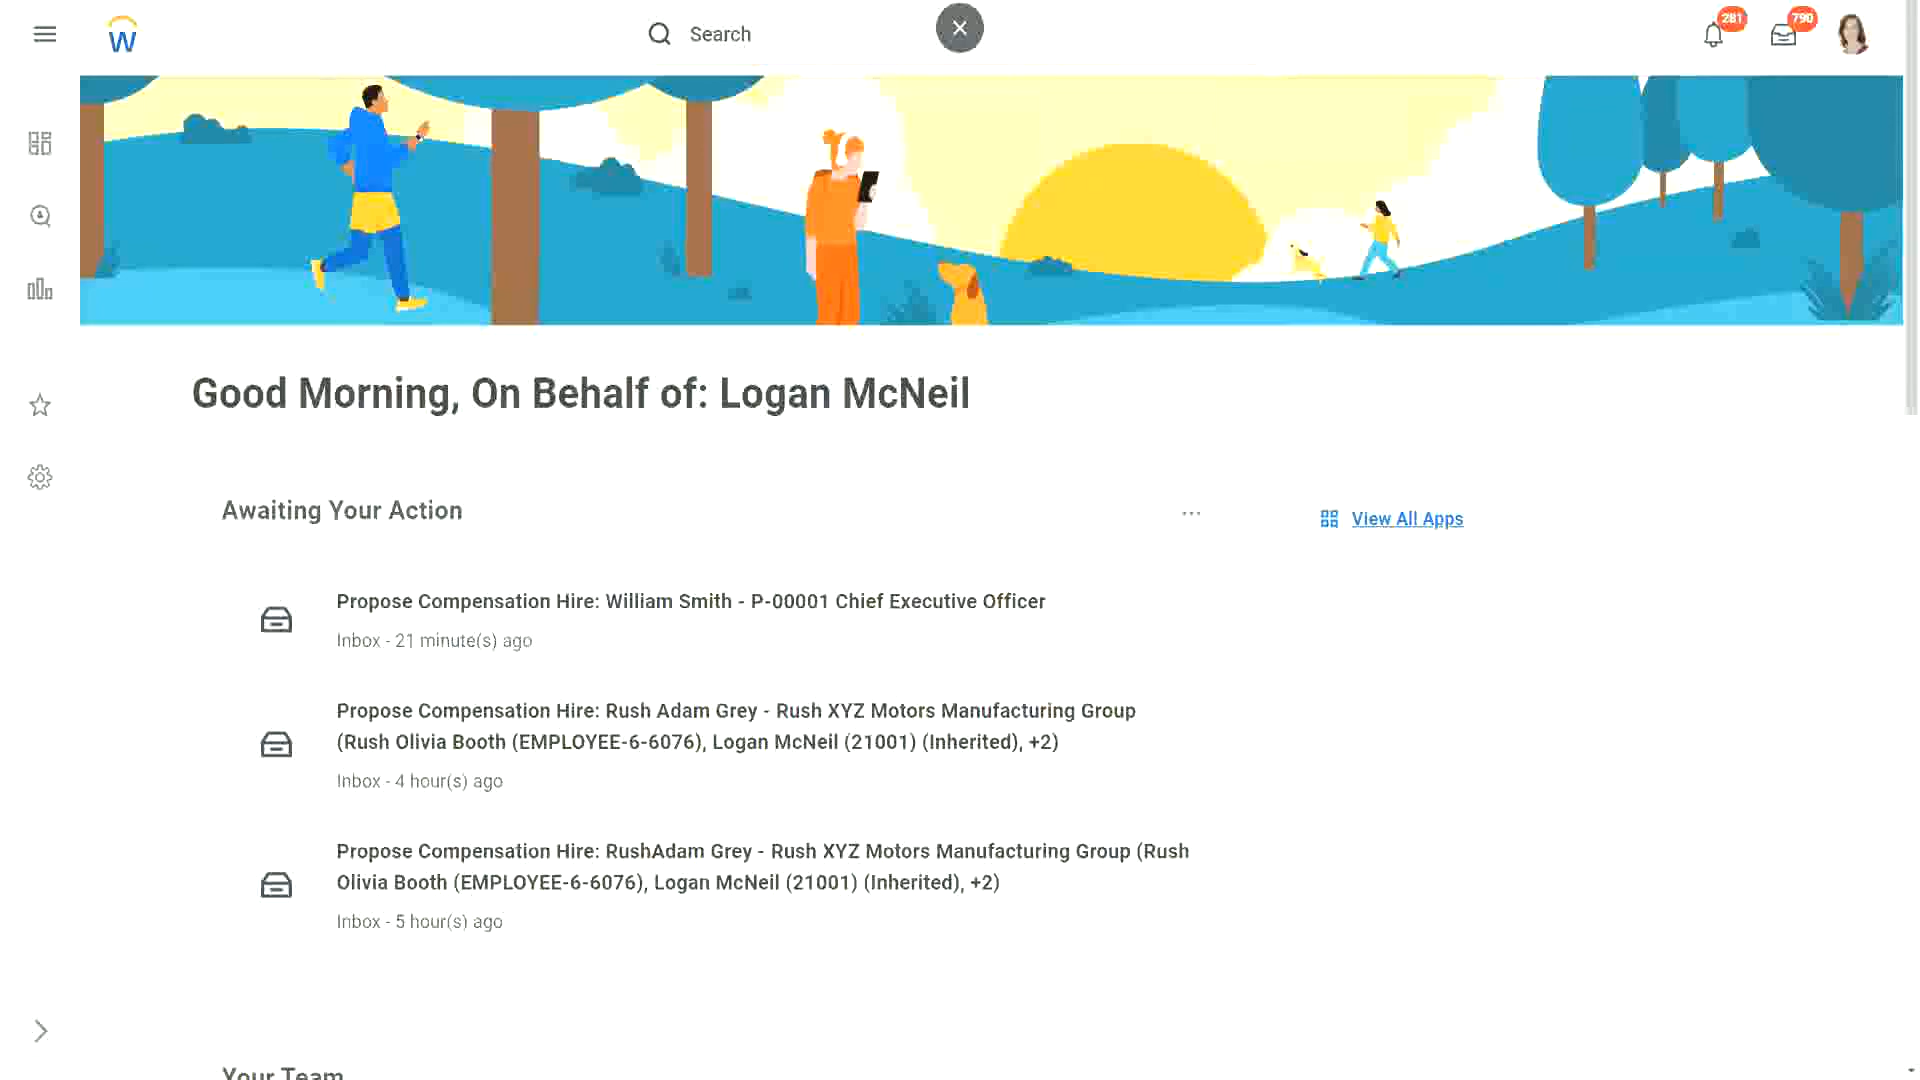 W
Search
281
790
Good Morning, On Behalf of: Logan McNeil
Awaiting Your Action
View All Apps
Propose Compensation Hire: William Smith - P-00001 Chief Executive Officer
Inbox - 21 minute(s) ago
Propose Compensation Hire: Rush Adam Grey - Rush XYZ Motors Manufacturing Group
(Rush Olivia Booth (EMPLOYEE-6-6076), Logan McNeil (21001) (Inherited), +2)
Inbox - 4 hour(s) ago
Propose Compensation Hire: RushAdam Grey - Rush XYZ Motors Manufacturing Group (Rush
Olivia Booth (EMPLOYEE-6-6076), Logan McNeil (21001) (Inherited), +2)
Inbox - 5 hour(s) ago
Your Team